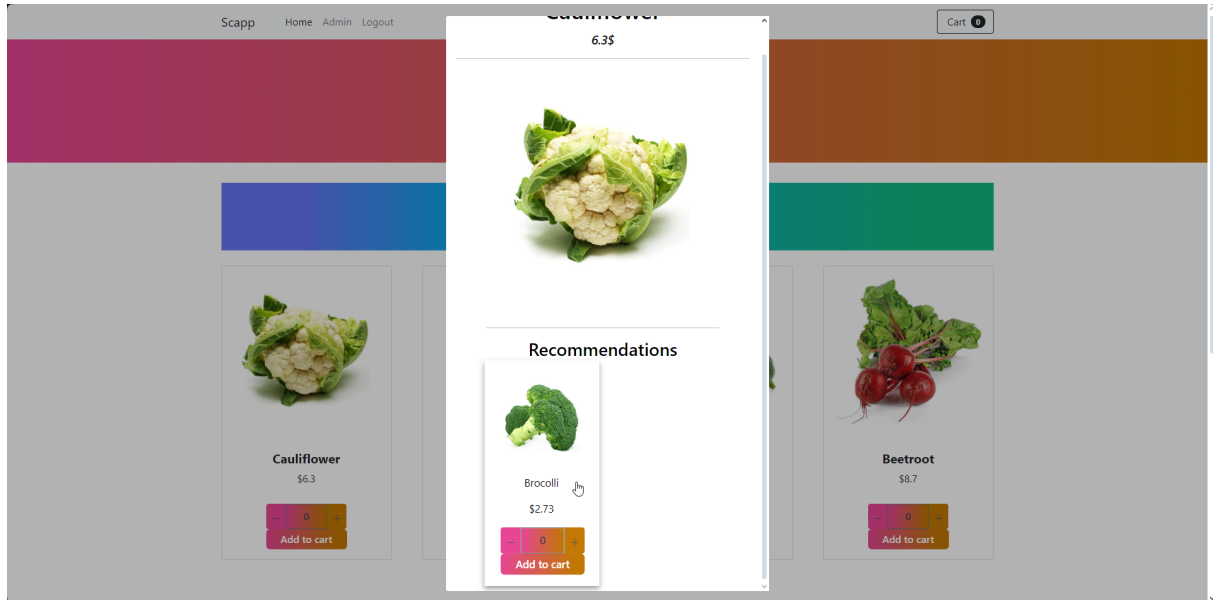 Scapp Home Admin Logout Cart 0
Cauliflower
6.3$
Recommendations
Brocolli
$2.73
− 0 +
Add to cart
Cauliflower
$6.3
− 0 +
Add to cart
Beetroot
$8.7
− 0 +
Add to cart